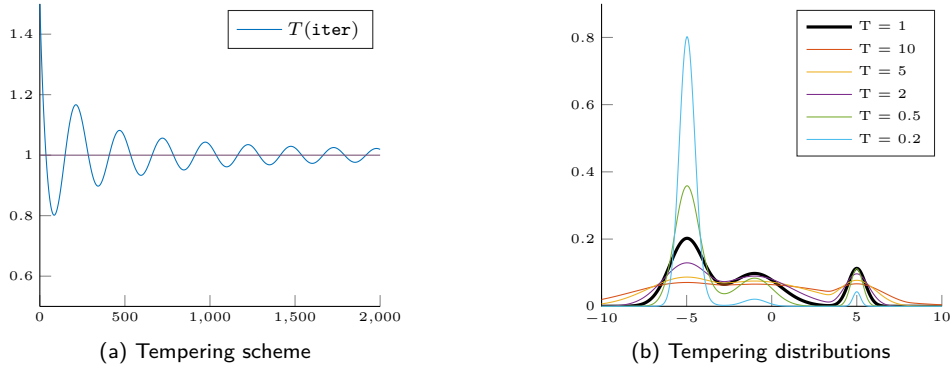 1.4
1.2
1
0.8
0.6
0
500
1,000
1,500
2,000
T(iter)
(a) Tempering scheme
0.8
0.6
0.4
0.2
0
−10
−5
0
5
10
T = 1
T = 10
T = 5
T = 2
T = 0.5
T = 0.2
(b) Tempering distributions